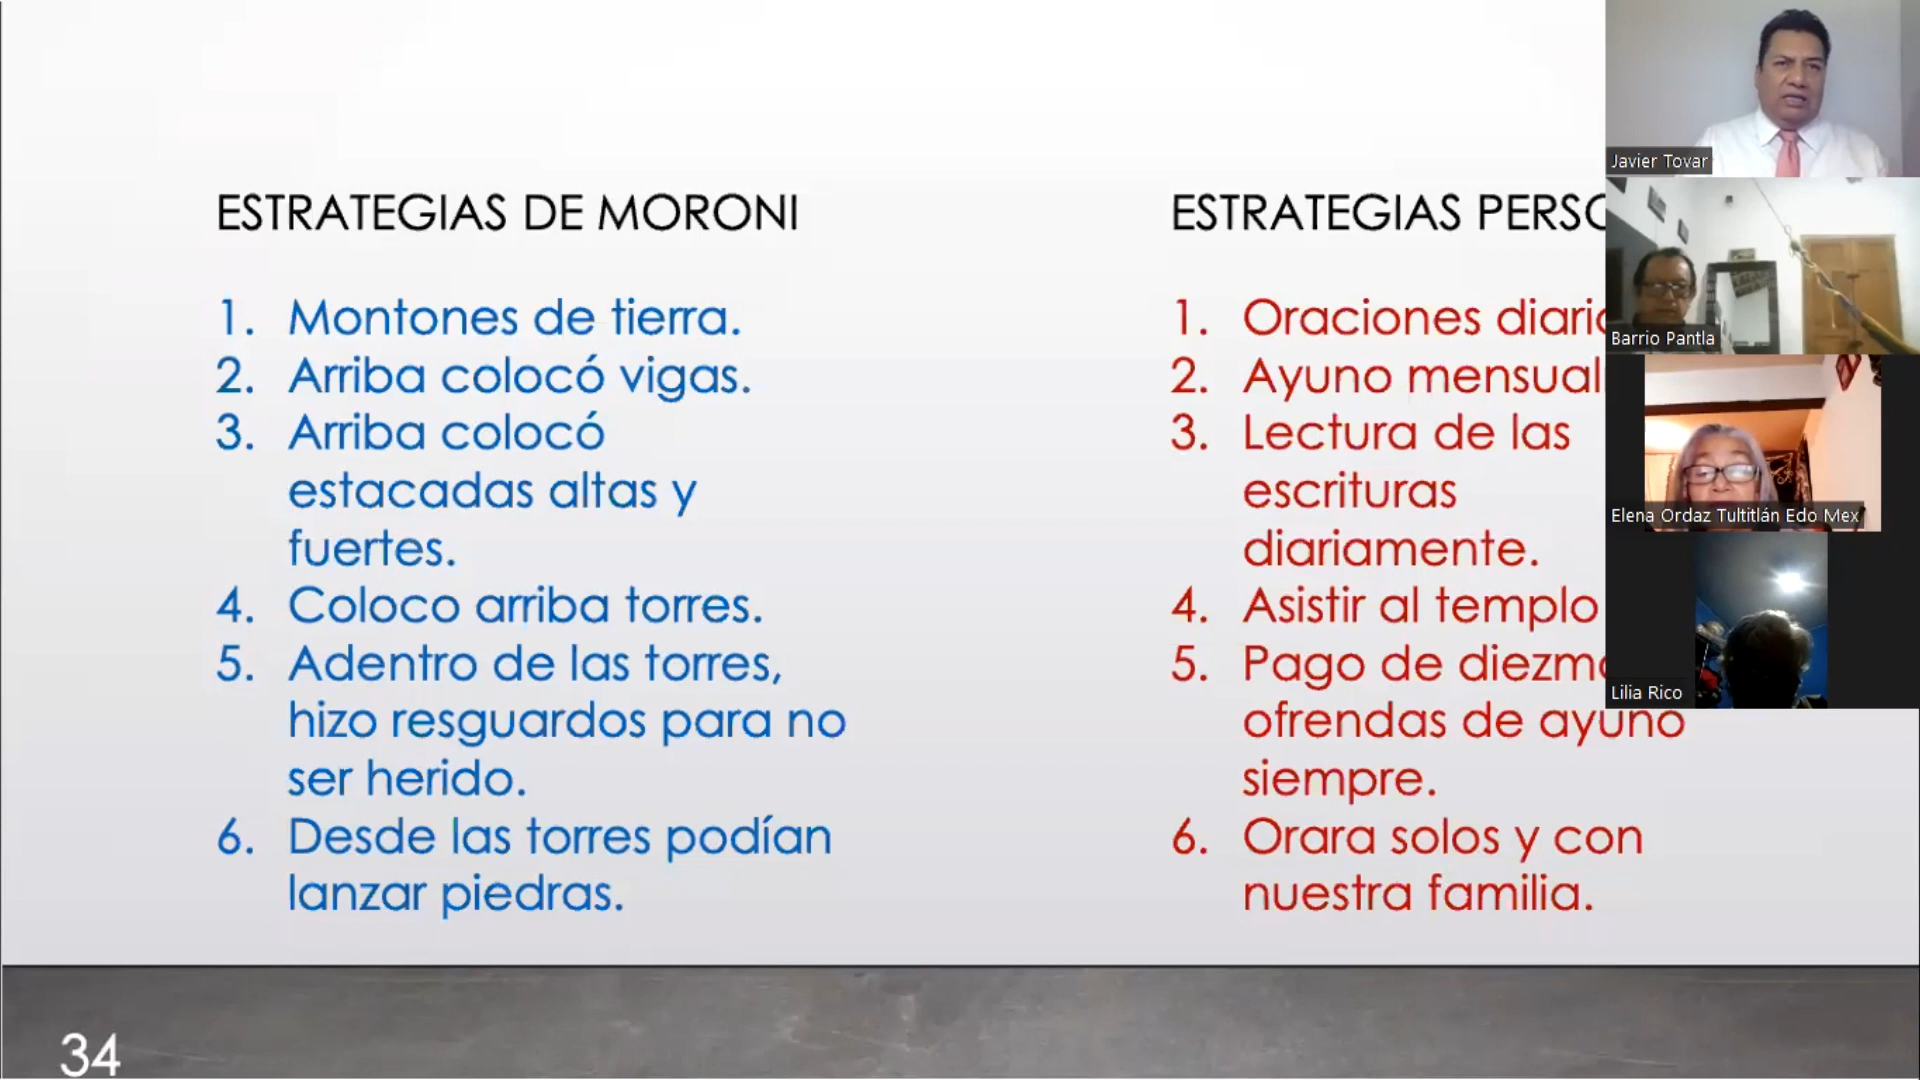 ESTRATEGIAS DE MORONI
1. Montones de tierra.
2. Arriba colocó vigas.
3. Arriba colocó
estacadas altas y
fuertes.
4. Coloco arriba torres.
5. Adentro de las torres,
hizo resguardos para no
ser herido.
6. Desde las torres podían
lanzar piedras.
ESTRATEGIAS
1. Oraciones
2. Ayuno mensual
3. Lectura de las
escrituras
diariamente.
4. Asistir al templo
5. Pago de
ofrendas de ayuno
siempre.
6. Orara solos y con
nuestra familia.
34
Javier Tovar
Barrio Pantla
Elena Ordaz Tultitlán Edo Mex
Lilia Rico